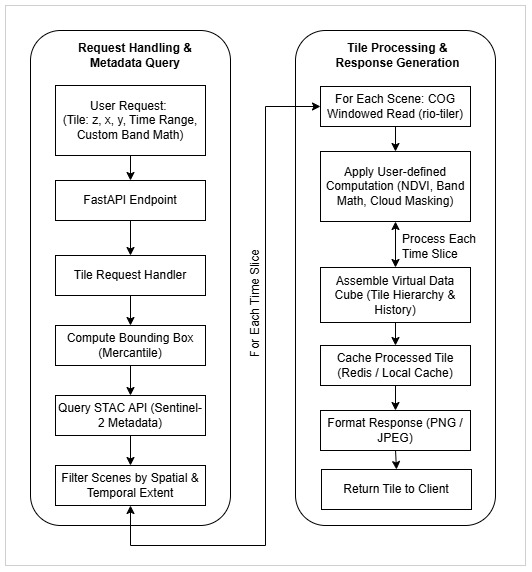 Request Handling &
Metadata Query
User Request:
(Tile: z, x, y, Time Range,
Custom Band Math)
FastAPI Endpoint
Tile Request Handler
Compute Bounding Box
(Mercantile)
Query STAC API (Sentinel-
2 Metadata)
Filter Scenes by Spatial &
Temporal Extent
For Each Time Slice
Tile Processing &
Response Generation
For Each Scene: COG
Windowed Read (rio-tiler)
Apply User-defined
Computation (NDVI, Band
Math, Cloud Masking)
Process Each
Time Slice
Assemble Virtual Data
Cube (Tile Hierarchy &
History)
Cache Processed Tile
(Redis / Local Cache)
Format Response (PNG /
JPEG)
Return Tile to Client